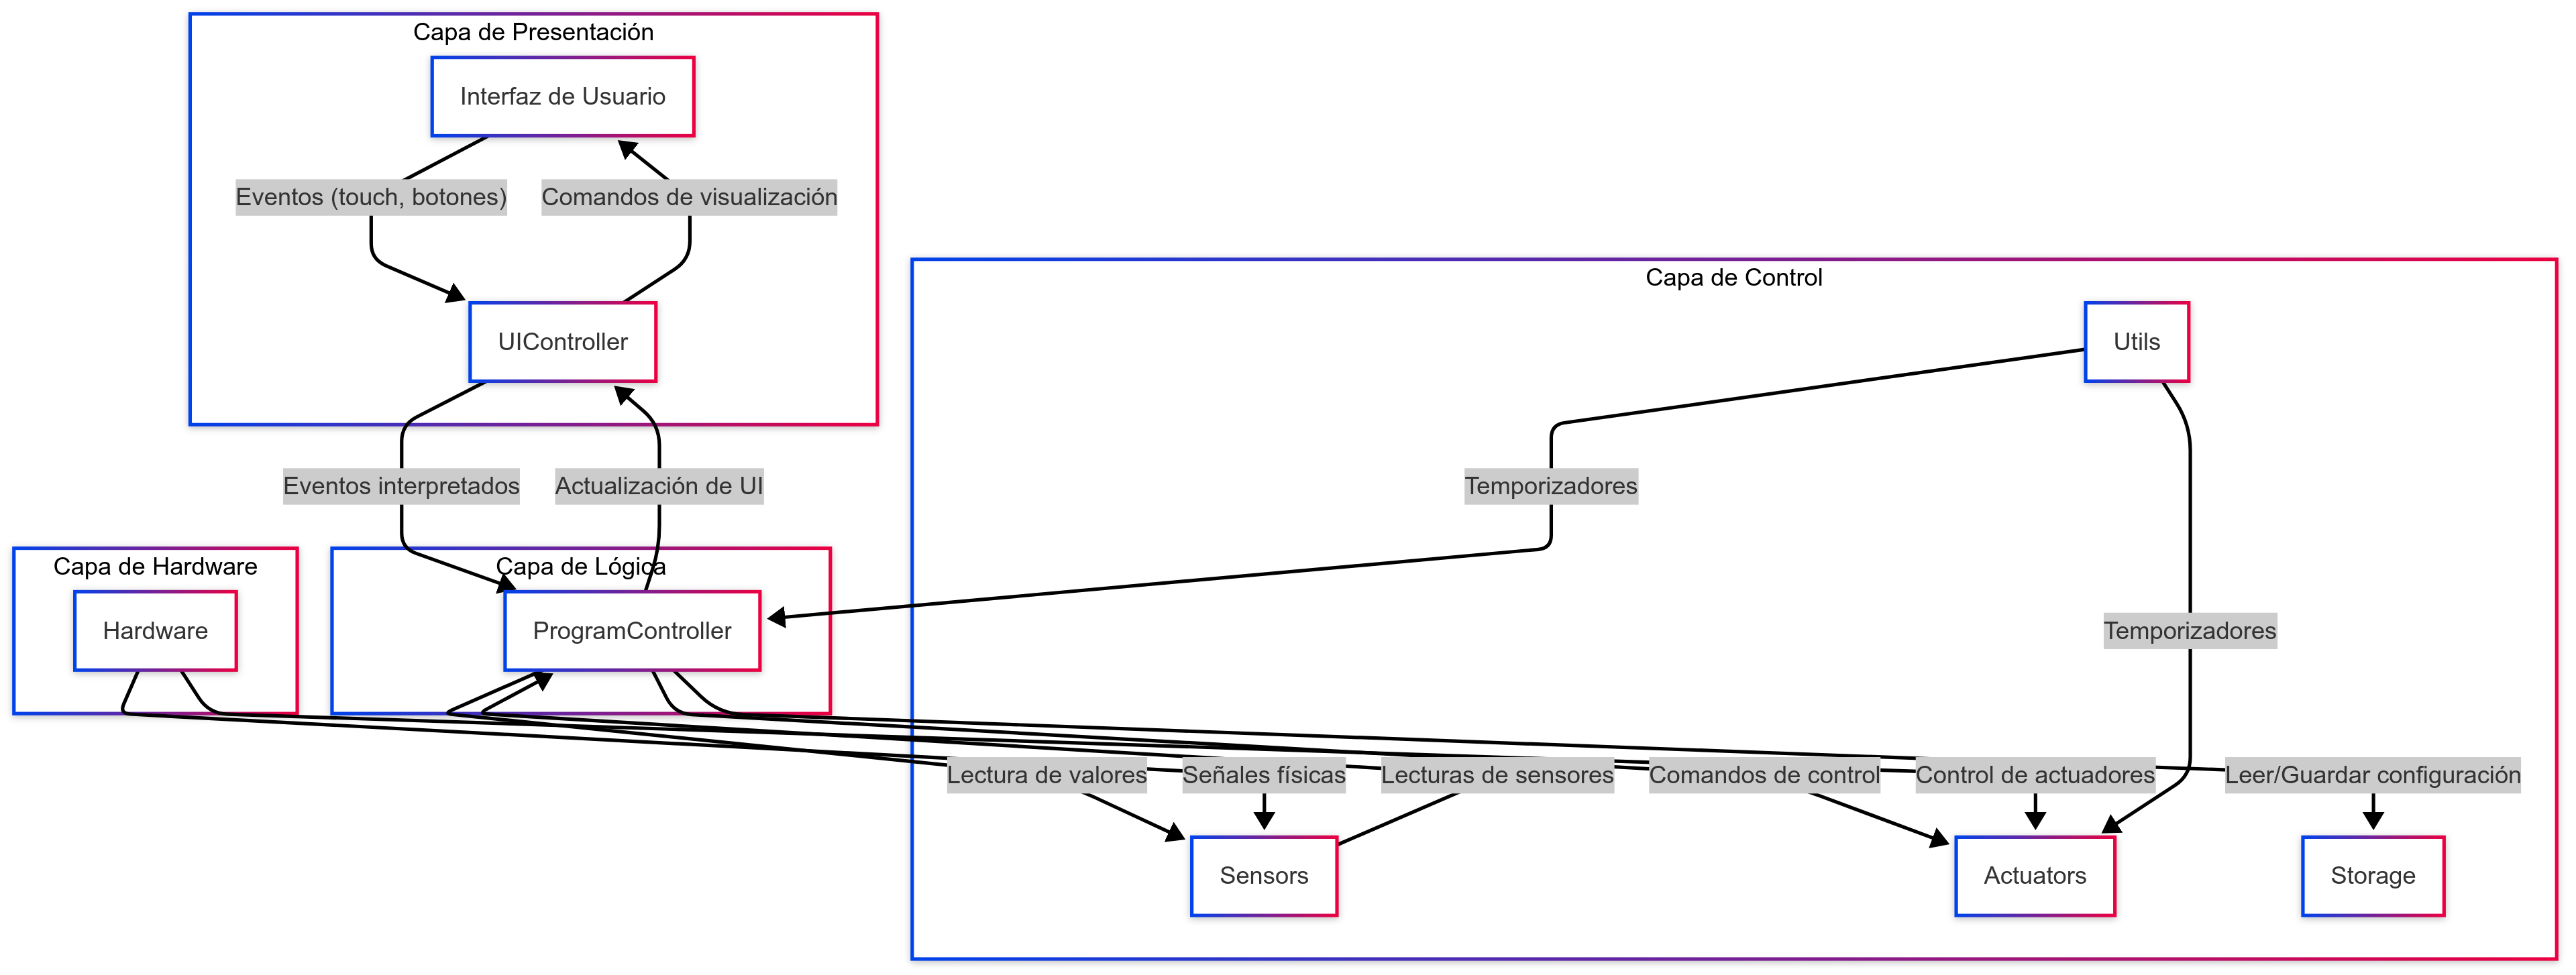 Capa de Presentación
Interfaz de Usuario
Eventos (touch, botones)
Comandos de visualización
UIController
Capa de Control
Utils
Eventos interpretados
Actualización de UI
Temporizadores
Capa de Hardware
Capa de Lógica
Hardware
ProgramController
Temporizadores
Lectura de valores
Señales físicas
Lecturas de sensores
Comandos de control
Control de actuadores
Leer/Guardar configuración
Sensors
Actuators
Storage